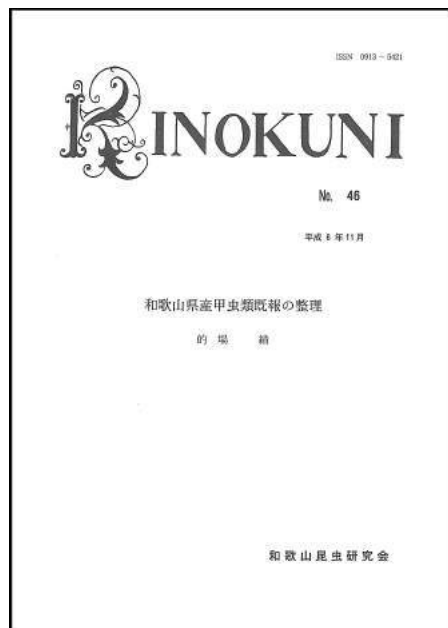 ISSN 0913-5421
KINOKUNI
No. 46
平成 6 年 11 月
和歌山県産甲虫類既報の整理
的場 績
和歌山昆虫研究会